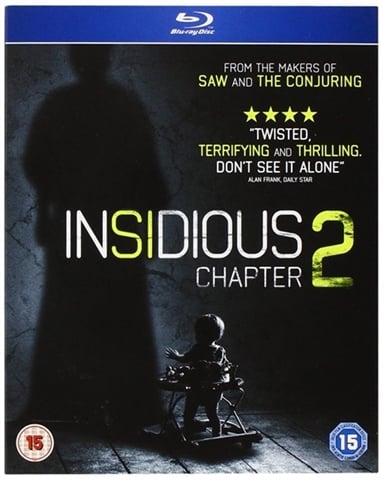 Blu-ray Disc
FROM THE MAKERS OF
SAW AND THE CONJURING
"TWISTED,
TERRIFYING AND THRILLING.
DON'T SEE IT ALONE"
ALAN FRANK, DAILY STAR
INSIDIOUS
CHAPTER 2
15
15